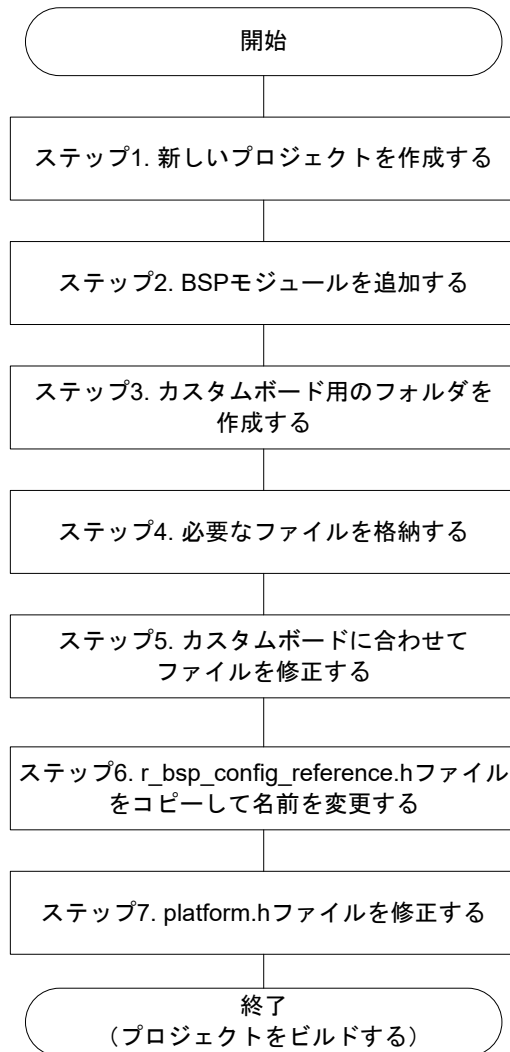 開始
ステップ1. 新しいプロジェクトを作成する
ステップ2. BSPモジュールを追加する
ステップ3. カスタムボード用のフォルダを
作成する
ステップ4. 必要なファイルを格納する
ステップ5. カスタムボードに合わせて
ファイルを修正する
ステップ6. r_bsp_config_reference.hファイル
をコピーして名前を変更する
ステップ7. platform.hファイルを修正する
終了
（プロジェクトをビルドする）